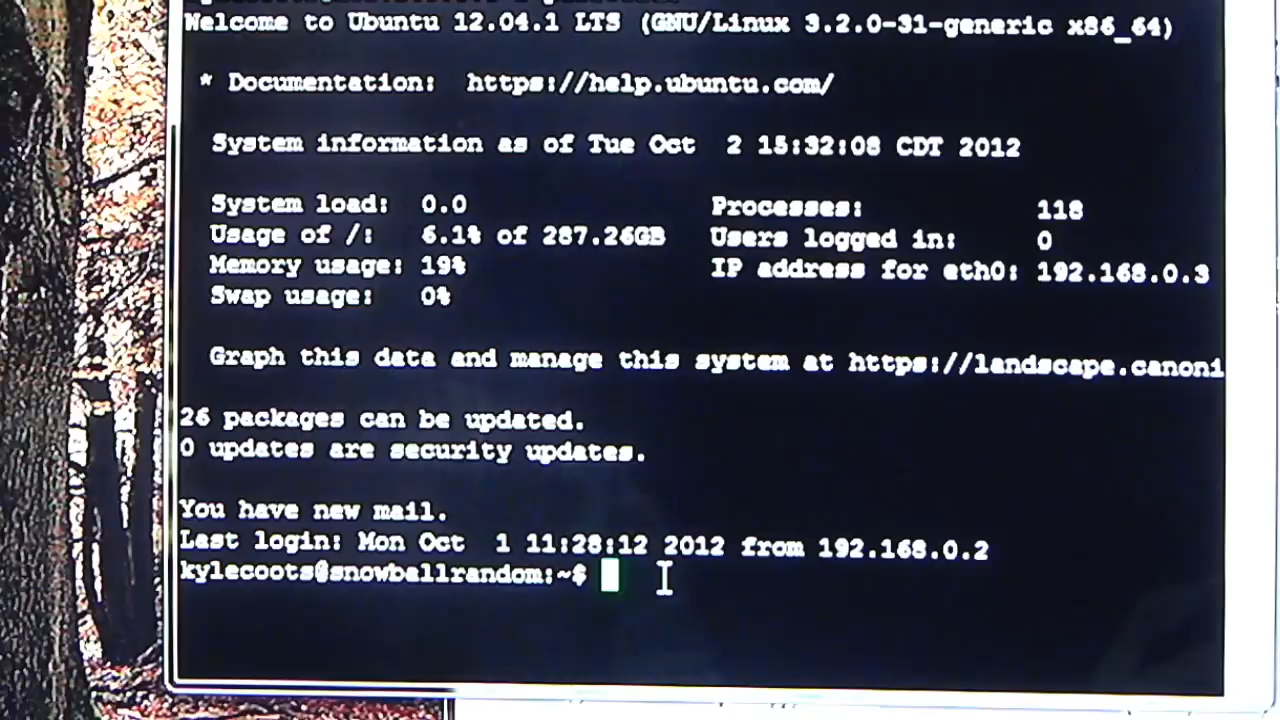 Welcome to Ubuntu 12.04.1 LTS (GNU/Linux 3.2.0-31-generic x86_64)
* Documentation: https://help.ubuntu.com/
System information as of Tue Oct 2 15:32:08 CDT 2012
System load: 0.0 Processes: 118
Usage of /: 6.1% of 287.26GB Users logged in: 0
Memory usage: 19% IP address for eth0: 192.168.0.3
Swap usage: 0%
Graph this data and manage this system at https://landscape.canoni
26 packages can be updated.
0 updates are security updates.
You have new mail.
Last login: Mon Oct 1 11:28:12 2012 from 192.168.0.2
kylecoots@snowballrandom:~$